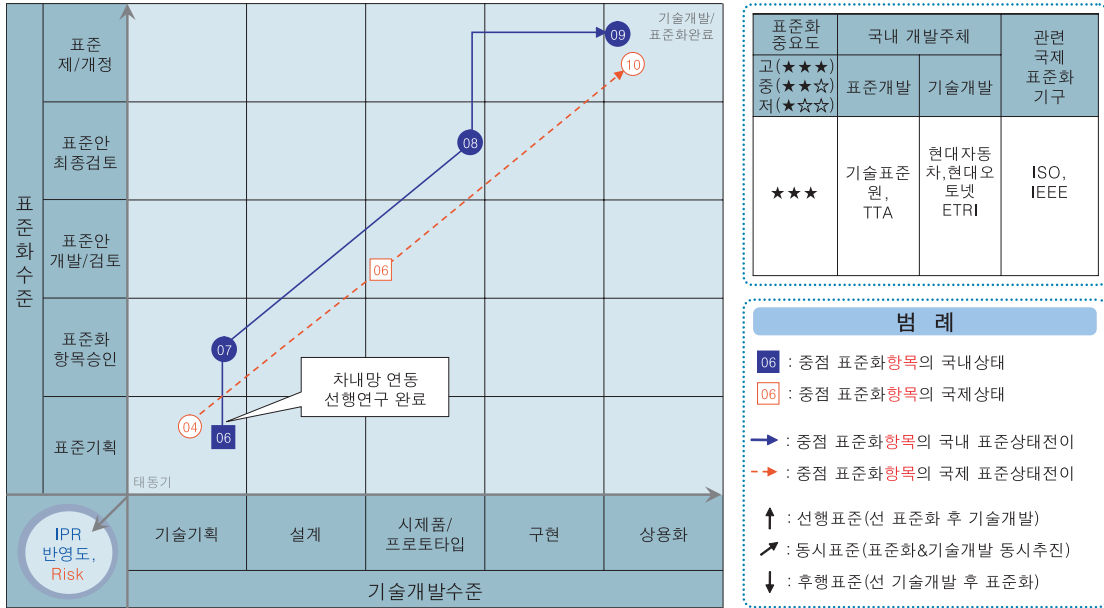 표준화수준
표준
제/개정
표준안
최종검토
표준안
개발/검토
표준화
항목승인
표준기획
기술개발/
표준화완료
09
10
08
06
07
차내망 연동
선행연구 완료
04
06
태동기
IPR
반영도,
Risk
기술기획
설계
시제품/
프로토타입
구현
상용화
기술개발수준
표준화
중요도
고(★★★)
중(★★☆)
저(★☆☆)
국내 개발주체
표준개발
기술개발
관련
국제
표준화
기구
★★★
기술표준
원,
TTA
현대자동
차,현대오
토넷
ETRI
ISO,
IEEE
범 례
06 : 중점 표준화항목의 국내상태
06 : 중점 표준화항목의 국제상태
: 중점 표준화항목의 국내 표준상태전이
: 중점 표준화항목의 국제 표준상태전이
: 선행표준(선 표준화 후 기술개발)
: 동시표준(표준화&기술개발 동시추진)
: 후행표준(선 기술개발 후 표준화)